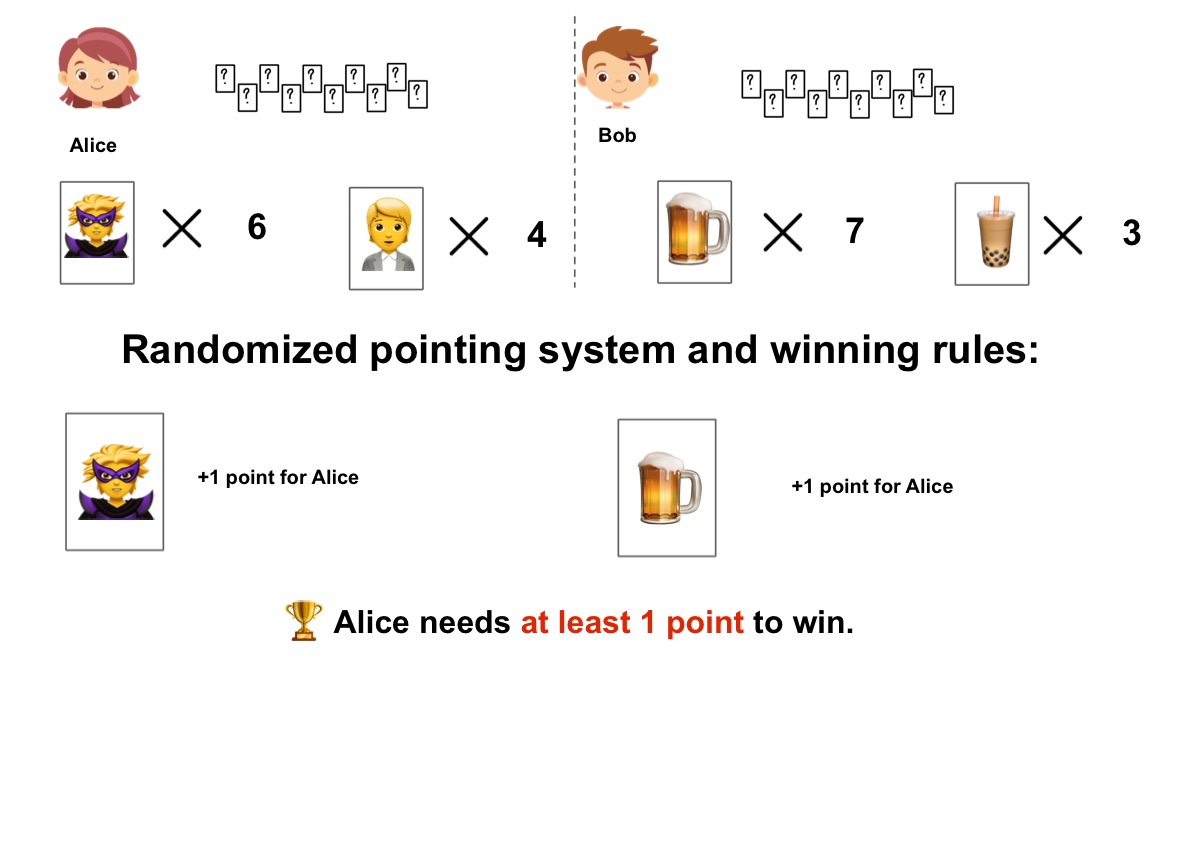 ? ? ? ? ? ? ? ? ? ?
? ? ? ? ? ? ? ? ? ?
Alice
Bob
6
4
7
3
Randomized pointing system and winning rules:
+1 point for Alice
+1 point for Alice
Alice needs at least 1 point to win.